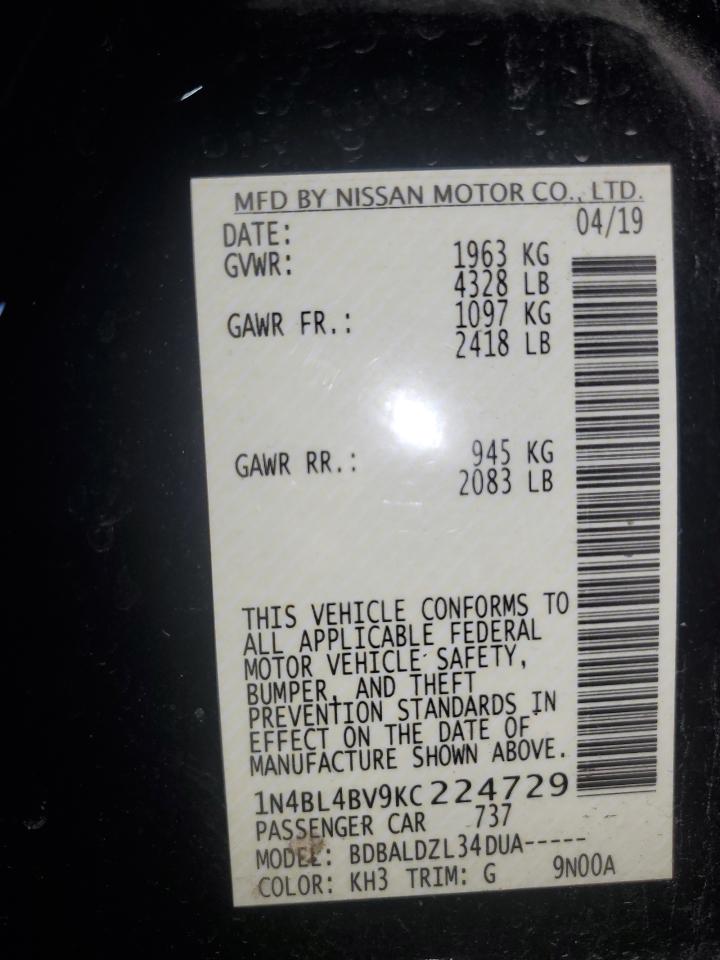 MFD BY NISSAN MOTOR CO., LTD.
DATE: 04/19
GVWR: 1963 KG
4328 LB
GAWR FR.: 1097 KG
2418 LB
GAWR RR.: 945 KG
2083 LB
THIS VEHICLE CONFORMS TO
ALL APPLICABLE FEDERAL
MOTOR VEHICLE SAFETY,
BUMPER, AND THEFT
PREVENTION STANDARDS IN
EFFECT ON THE DATE OF
MANUFACTURE SHOWN ABOVE.
1N4BL4BV9KC224729
PASSENGER CAR 737
MODEL: BDBALDZL34DUA-----
COLOR: KH3 TRIM: G 9N00A